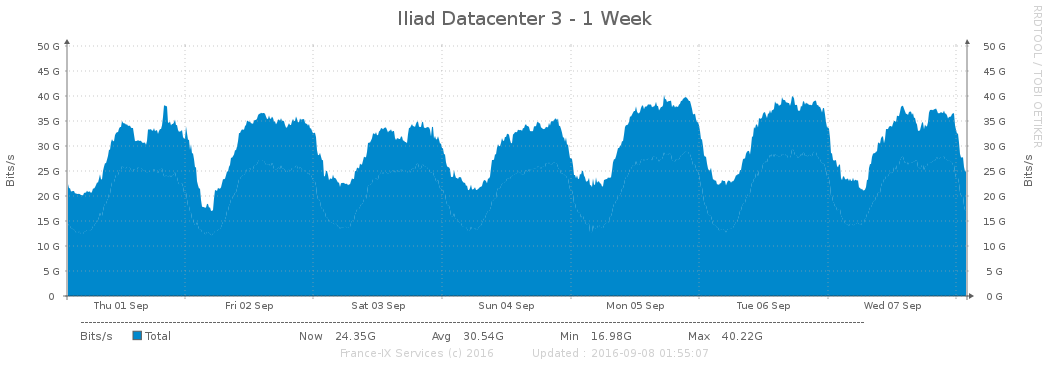 Iliad Datacenter 3 - 1 Week
RRDTOOL / TOBI OETIKER
Bits/s
50 G 50 G
45 G 45 G
40 G 40 G
35 G 35 G
30 G 30 G
25 G 25 G
20 G 20 G
15 G 15 G
10 G 10 G
5 G 5 G
0 0 G
Bits/s
Thu 01 Sep Fri 02 Sep Sat 03 Sep Sun 04 Sep Mon 05 Sep Tue 06 Sep Wed 07 Sep
Bits/s Total Now 24.35G Avg 30.54G Min 16.98G Max 40.22G
France-IX Services (c) 2016 Updated : 2016-09-08 01:55:07